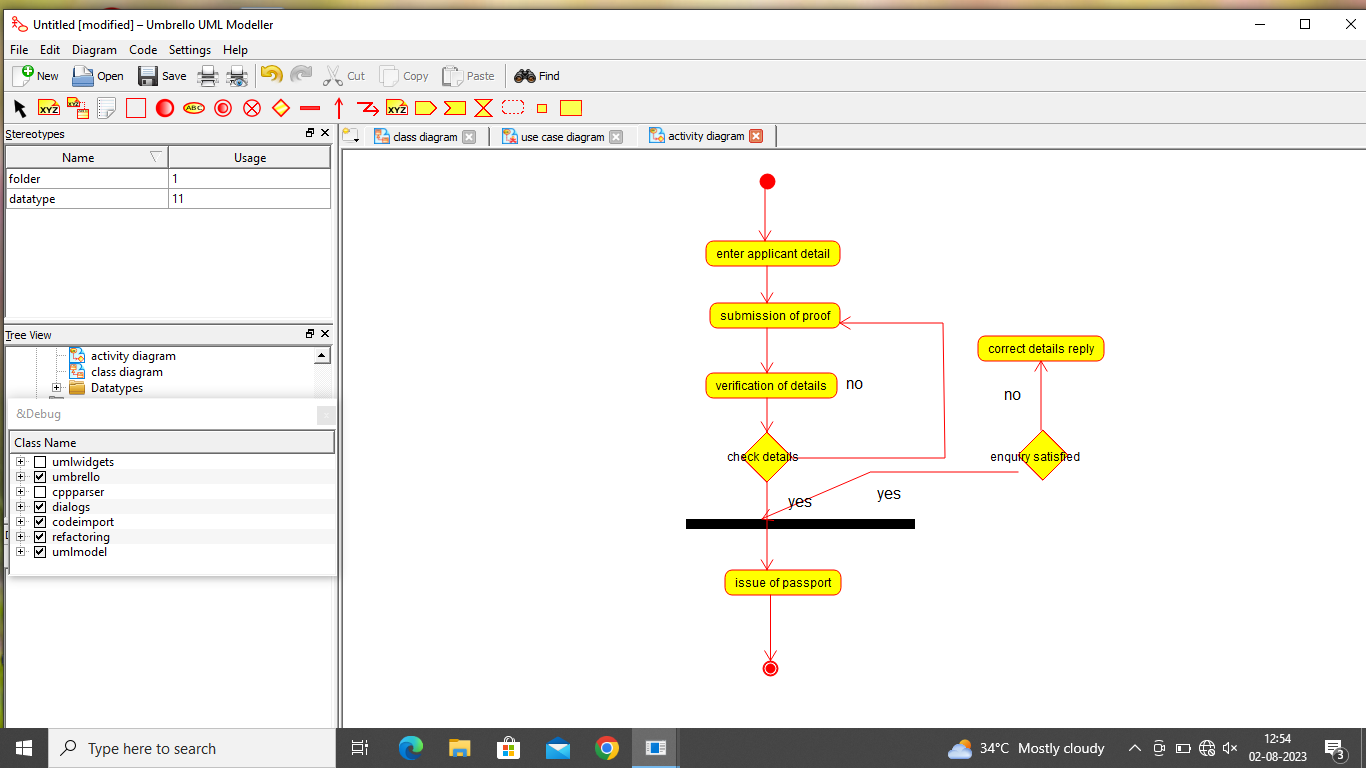 Untitled [modified] – Umbrello UML Modeller
File Edit Diagram Code Settings Help
New Open Save Cut Copy Paste Find
XYZ XYZ ABC XYZ
Stereotypes
class diagram use case diagram activity diagram
Name Usage
folder 1
datatype 11
Tree View
activity diagram
class diagram
Datatypes
&Debug
Class Name
umlwidgets
umbrello
cppparser
dialogs
codeimport
refactoring
umlmodel
enter applicant detail
submission of proof
correct details reply
verification of details no
no
check details
enquiry satisfied
yes
yes
issue of passport
Type here to search
34°C Mostly cloudy
12:54
02-08-2023
3